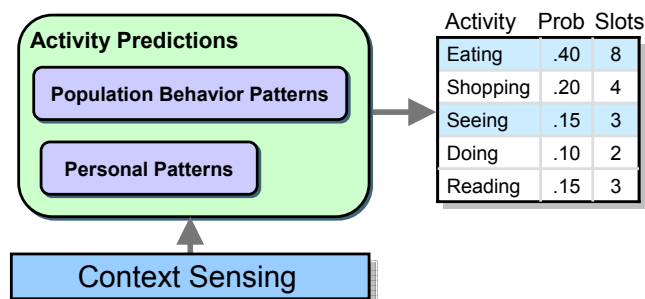 Activity Predictions
Population Behavior Patterns
Personal Patterns
Context Sensing
Activity Prob Slots
Eating .40 8
Shopping .20 4
Seeing .15 3
Doing .10 2
Reading .15 3